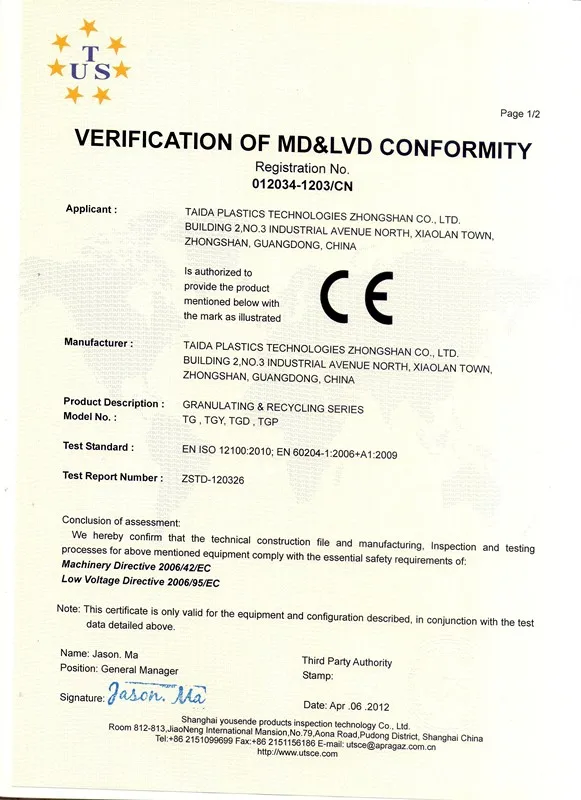 T
U S
Page 1/2
VERIFICATION OF MD&LVD CONFORMITY
Registration No.
012034-1203/CN
Applicant :
TAIDA PLASTICS TECHNOLOGIES ZHONGSHAN CO., LTD.
BUILDING 2,NO.3 INDUSTRIAL AVENUE NORTH, XIAOLAN TOWN,
ZHONGSHAN, GUANGDONG, CHINA
Is authorized to
provide the product
mentioned below with
the mark as illustrated
CE
Manufacturer :
TAIDA PLASTICS TECHNOLOGIES ZHONGSHAN CO., LTD.
BUILDING 2,NO.3 INDUSTRIAL AVENUE NORTH, XIAOLAN TOWN,
ZHONGSHAN, GUANGDONG, CHINA
Product Description : GRANULATING & RECYCLING SERIES
Model No. : TG , TGY, TGD , TGP
Test Standard : EN ISO 12100:2010; EN 60204-1:2006+A1:2009
Test Report Number : ZSTD-120326
Conclusion of assessment:
We hereby confirm that the technical construction file and manufacturing, Inspection and testing
processes for above mentioned equipment comply with the essential safety requirements of:
Machinery Directive 2006/42/EC
Low Voltage Directive 2006/95/EC
Note: This certificate is only valid for the equipment and configuration described, in conjunction with the test
data detailed above.
Name: Jason. Ma
Position: General Manager
Signature: Jason. Ma
Third Party Authority
Stamp:
Date: Apr .06 .2012
Shanghai yousende products inspection technology Co., Ltd.
Room 812-813,JiaoNeng International Mansion,No.79,Aona Road,Pudong District, Shanghai China
Tel:+86 2151099699 Fax:+86 2151156186 E-mail: utsce@apragaz.com.cn
http://www.utsce.com